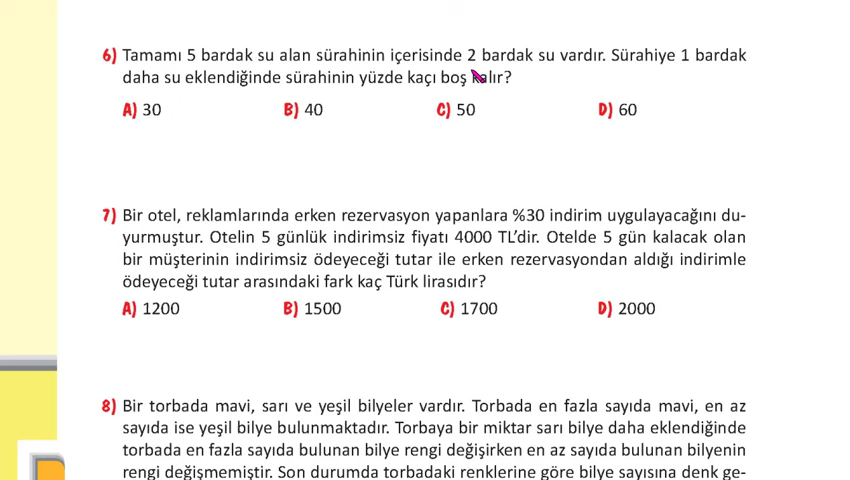 6) Tamamı 5 bardak su alan sürahinin içerisinde 2 bardak su vardır. Sürahiye 1 bardak
daha su eklendiğinde sürahinin yüzde kaçı boş kalır?
A) 30 B) 40 C) 50 D) 60
7) Bir otel, reklamlarında erken rezervasyon yapanlara %30 indirim uygulayacağını du-
yurmuştur. Otelin 5 günlük indirimsiz fiyatı 4000 TL'dir. Otelde 5 gün kalacak olan
bir müşterinin indirimsiz ödeyeceği tutar ile erken rezervasyondan aldığı indirimle
ödeyeceği tutar arasındaki fark kaç Türk lirasıdır?
A) 1200 B) 1500 C) 1700 D) 2000
8) Bir torbada mavi, sarı ve yeşil bilyeler vardır. Torbada en fazla sayıda mavi, en az
sayıda ise yeşil bilye bulunmaktadır. Torbaya bir miktar sarı bilye daha eklendiğinde
torbada en fazla sayıda bulunan bilye rengi değişirken en az sayıda bulunan bilyenin
rengi değişmemiştir. Son durumda torbadaki renklerine göre bilye sayısına denk ge-